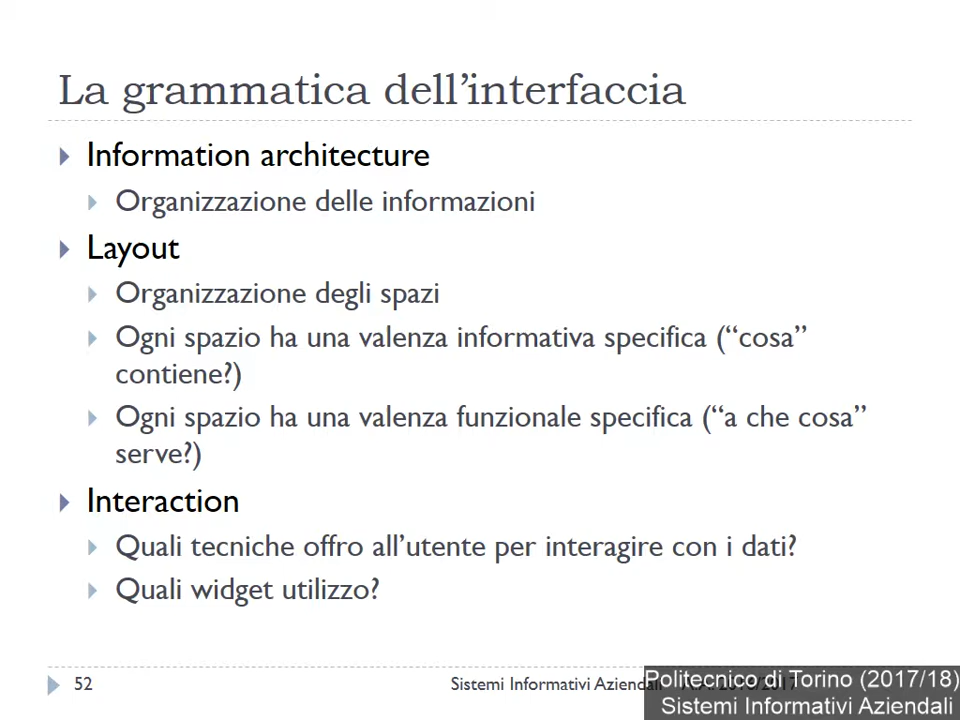 La grammatica dell’interfaccia
Information architecture
Organizzazione delle informazioni
Layout
Organizzazione degli spazi
Ogni spazio ha una valenza informativa specifica (“cosa”
contiene?)
Ogni spazio ha una valenza funzionale specifica (“a che cosa”
serve?)
Interaction
Quali tecniche offro all’utente per interagire con i dati?
Quali widget utilizzo?
52
Sistemi Informativi Aziendali
Politecnico di Torino (2017/18)
Sistemi Informativi Aziendali